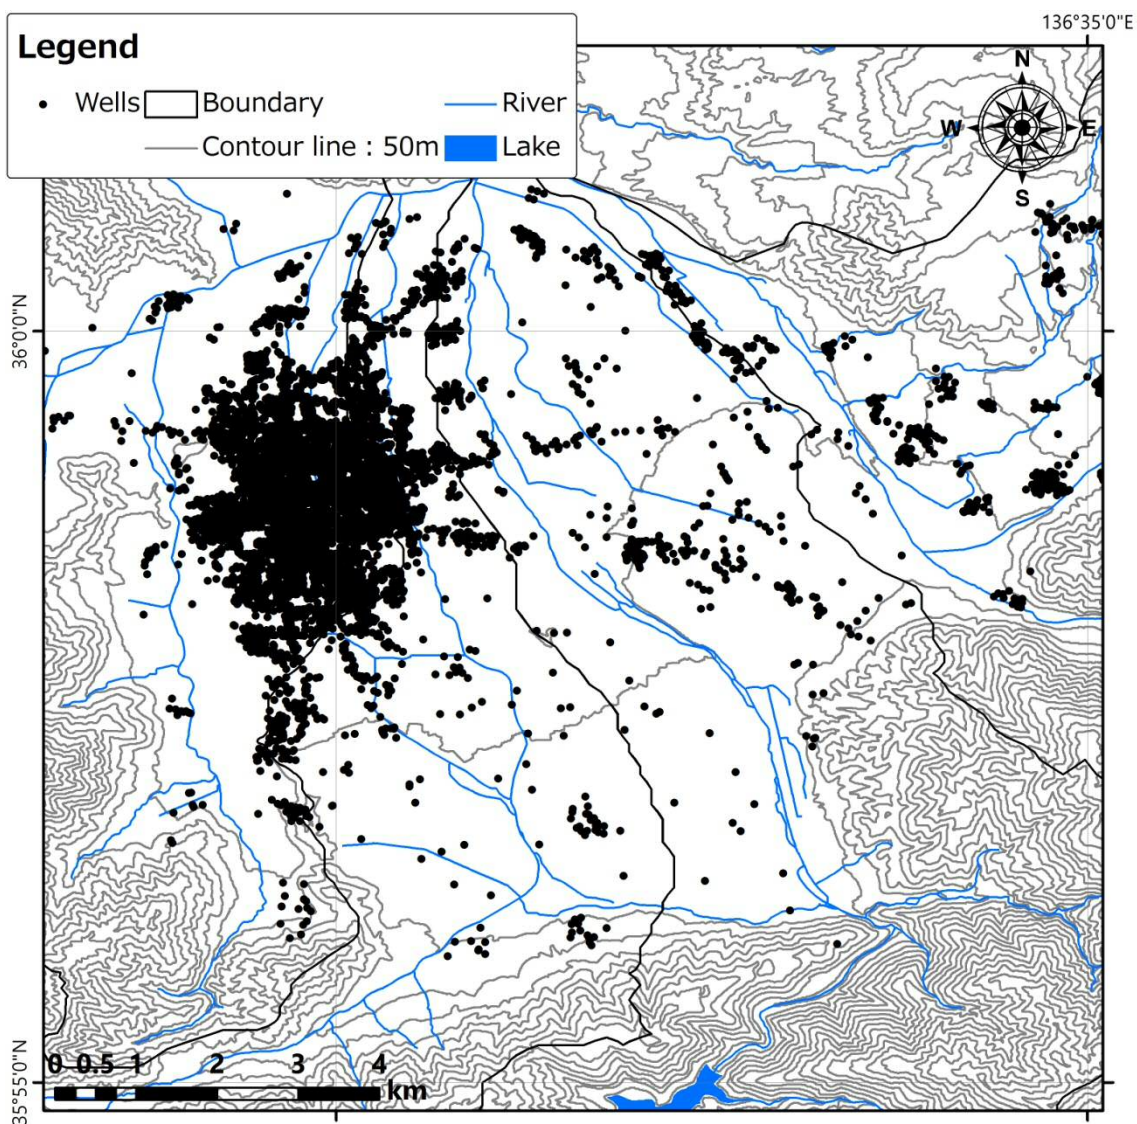 136°35'0"E
Legend
Wells Boundary River
Contour line : 50m Lake
N
W E
S
36°0'0"N
35°55'0"N
0 0.5 1 2 3 4
km